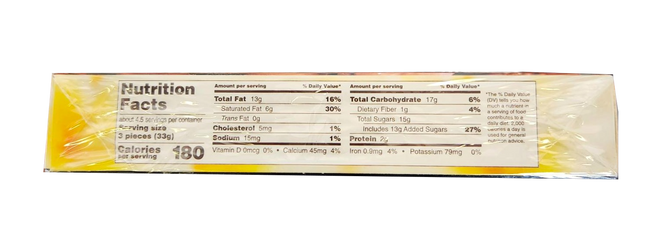 Nutrition
Facts
about 4.5 servings per container
Serving size
3 pieces (33g)
Calories
per serving
180
Amount per serving % Daily Value*
Total Fat 13g 16%
Saturated Fat 6g 30%
Trans Fat 0g
Cholesterol 5mg 1%
Sodium 15mg 1%
Vitamin D 0mcg 0% • Calcium 45mg 4%
Amount per serving % Daily Value*
Total Carbohydrate 17g 6%
Dietary Fiber 1g 4%
Total Sugars 15g
Includes 13g Added Sugars 27%
Protein 2g
Iron 0.9mg 4% • Potassium 79mg 0%
*The % Daily Value
(DV) tells you how
much a nutrient in
a serving of food
contributes to a
daily diet. 2,000
calories a day is
used for general
nutrition advice.